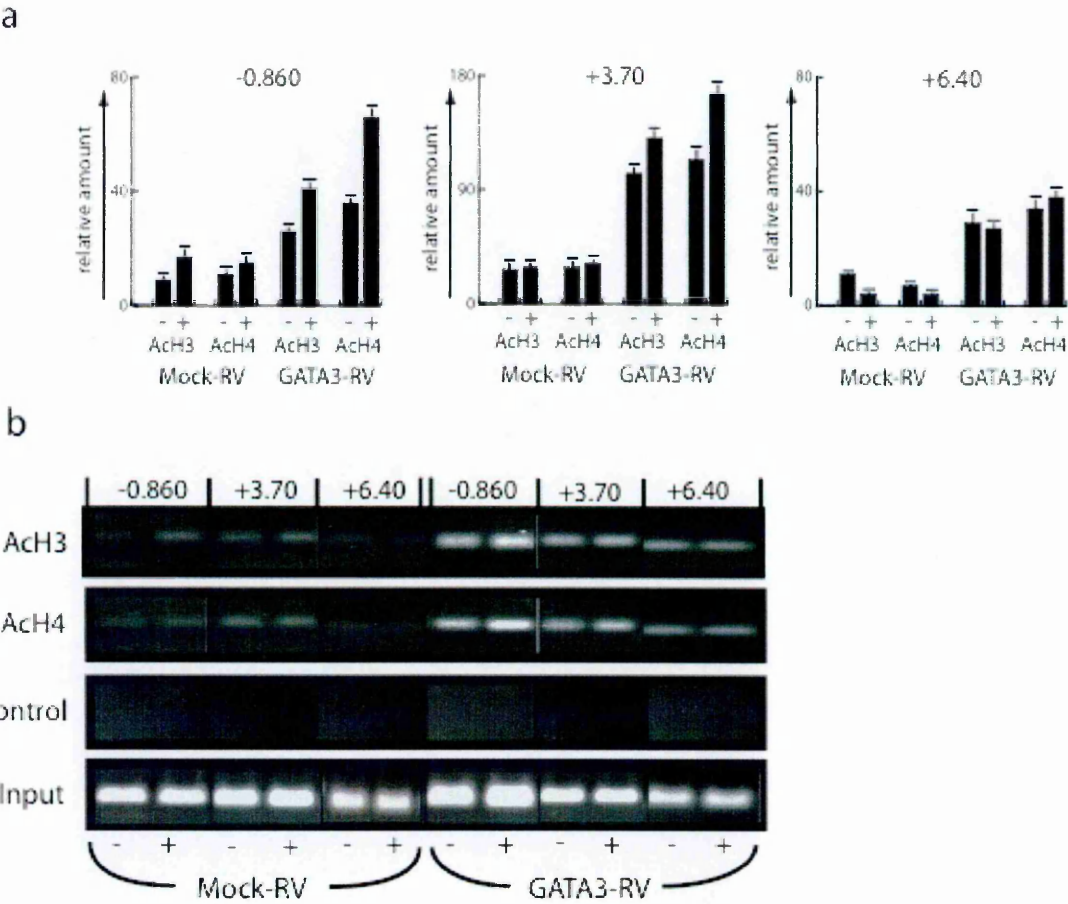 a
-0.860
+3.70
+6.40
80
40
0
relative amount
180
90
0
relative amount
80
40
0
relative amount
- + - + - + - +
AcH3 AcH4 AcH3 AcH4
Mock-RV GATA3-RV
- + - + - + - +
AcH3 AcH4 AcH3 AcH4
Mock-RV GATA3-RV
- + - + - + - +
AcH3 AcH4 AcH3 AcH4
Mock-RV GATA3-RV
b
-0.860 +3.70 +6.40 -0.860 +3.70 +6.40
AcH3
AcH4
ontrol
Input
- + - + - + - + - + - +
Mock-RV GATA3-RV